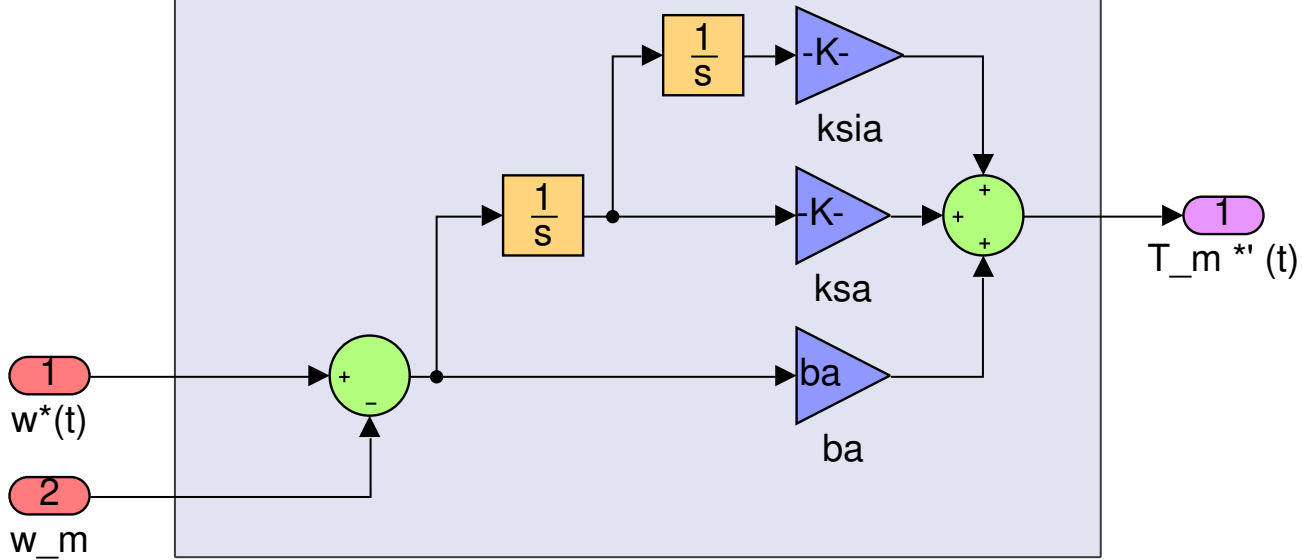 1
s
-K-
ksia
1
s
-K-
ksa
+
+
+
1
T_m *' (t)
1
w*(t)
+
−
ba
ba
2
w_m